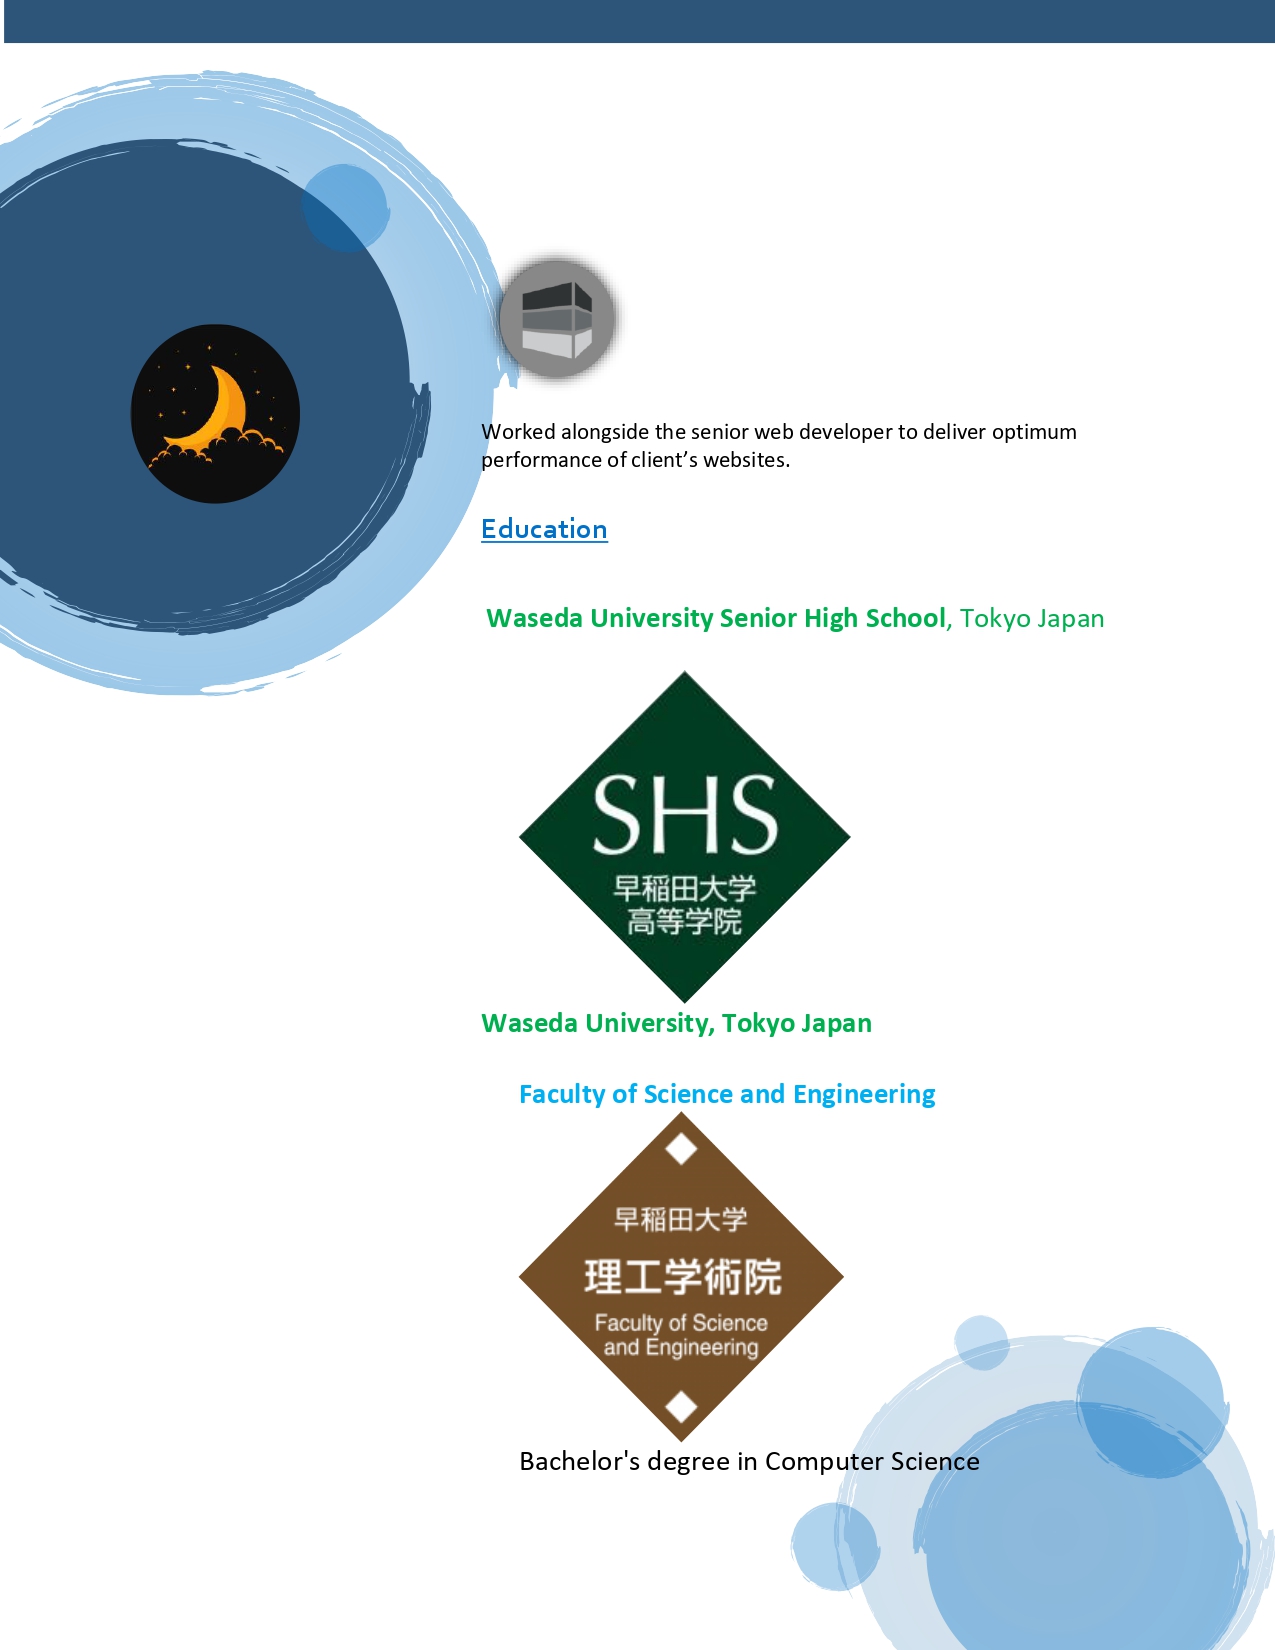 Worked alongside the senior web developer to deliver optimum
performance of client’s websites.
Education
Waseda University Senior High School, Tokyo Japan
SHS
早稲田大学
高等学院
Waseda University, Tokyo Japan
Faculty of Science and Engineering
早稲田大学
理工学術院
Faculty of Science
and Engineering
Bachelor's degree in Computer Science